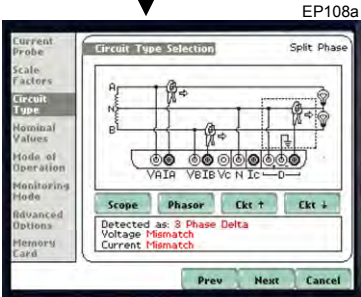 EP108a
Current
Probe
Scale
Factors
Circuit
Type
Nominal
Values
Mode of
Operation
Monitoring
Mode
Advanced
Options
Memory
Card
Circuit Type Selection
Split Phase
A
N
B
VA IA VB IB Vc N Ic D
Scope
Phasor
Ckt ↑
Ckt ↓
Detected as: 3 Phase Delta
Voltage Mismatch
Current Mismatch
Prev
Next
Cancel